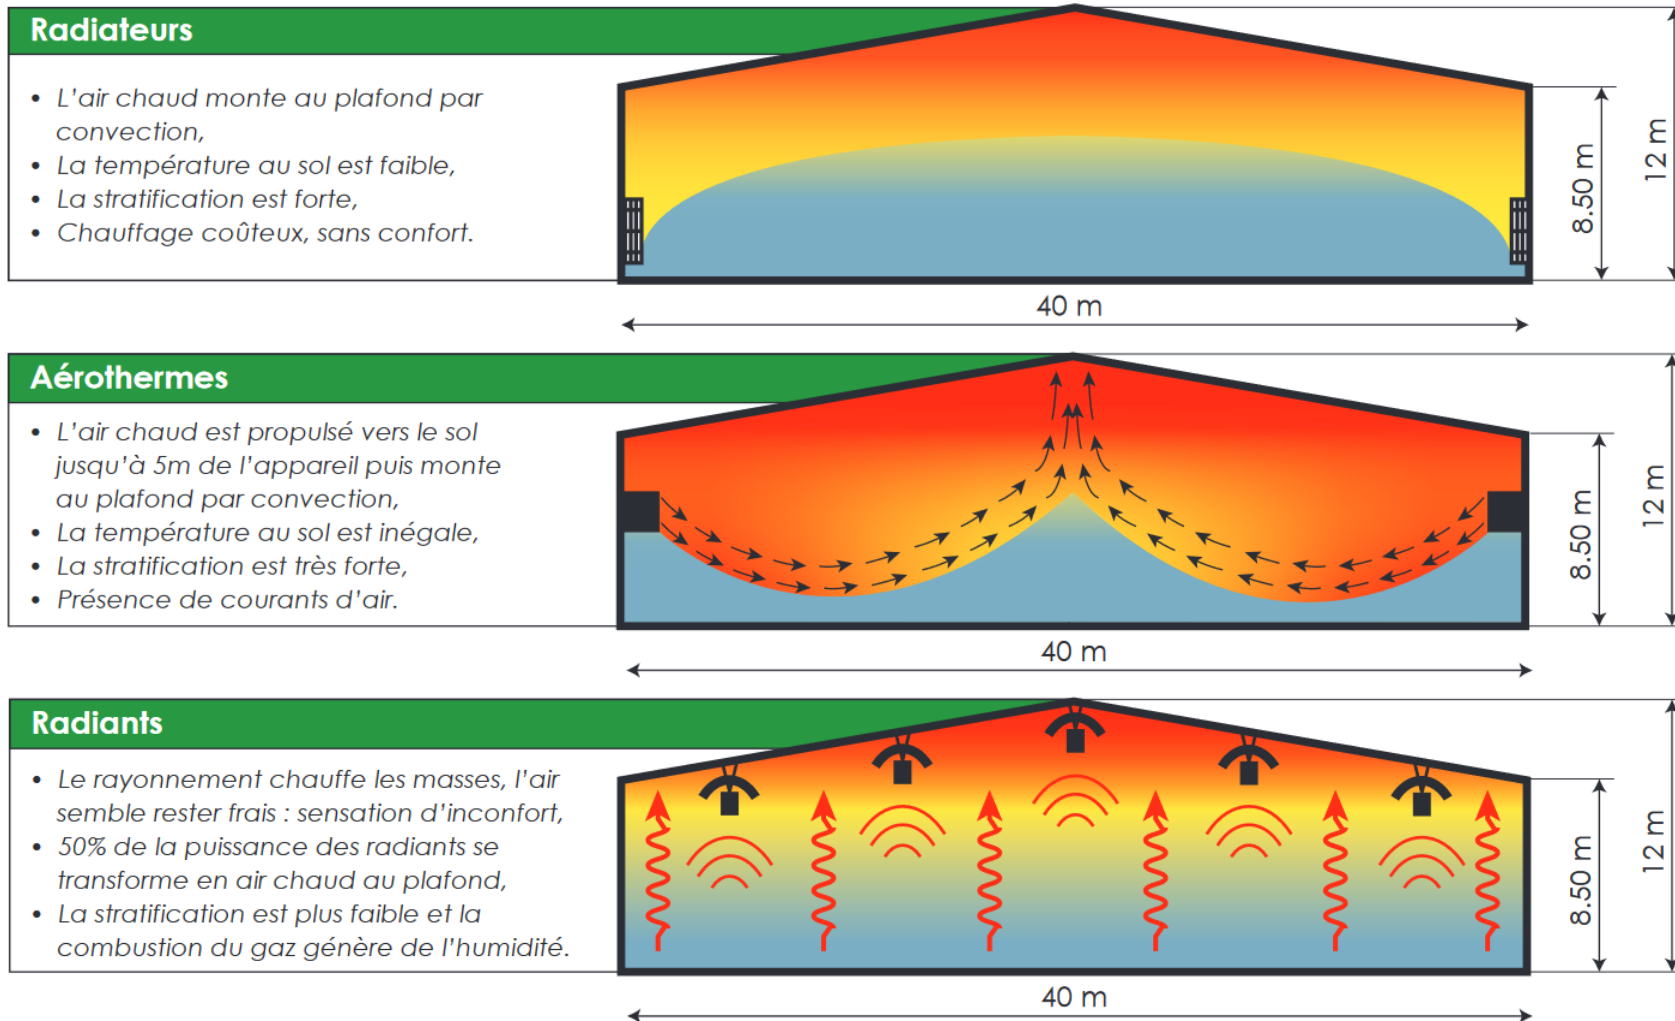 Radiateurs
• L'air chaud monte au plafond par
convection,
• La température au sol est faible,
• La stratification est forte,
• Chauffage coûteux, sans confort.
8.50 m
12 m
40 m
Aérothermes
• L'air chaud est propulsé vers le sol
jusqu'à 5m de l'appareil puis monte
au plafond par convection,
• La température au sol est inégale,
• La stratification est très forte,
• Présence de courants d'air.
8.50 m
12 m
40 m
Radiants
• Le rayonnement chauffe les masses, l'air
semble rester frais : sensation d'inconfort,
• 50% de la puissance des radiants se
transforme en air chaud au plafond,
• La stratification est plus faible et la
combustion du gaz génère de l'humidité.
8.50 m
12 m
40 m